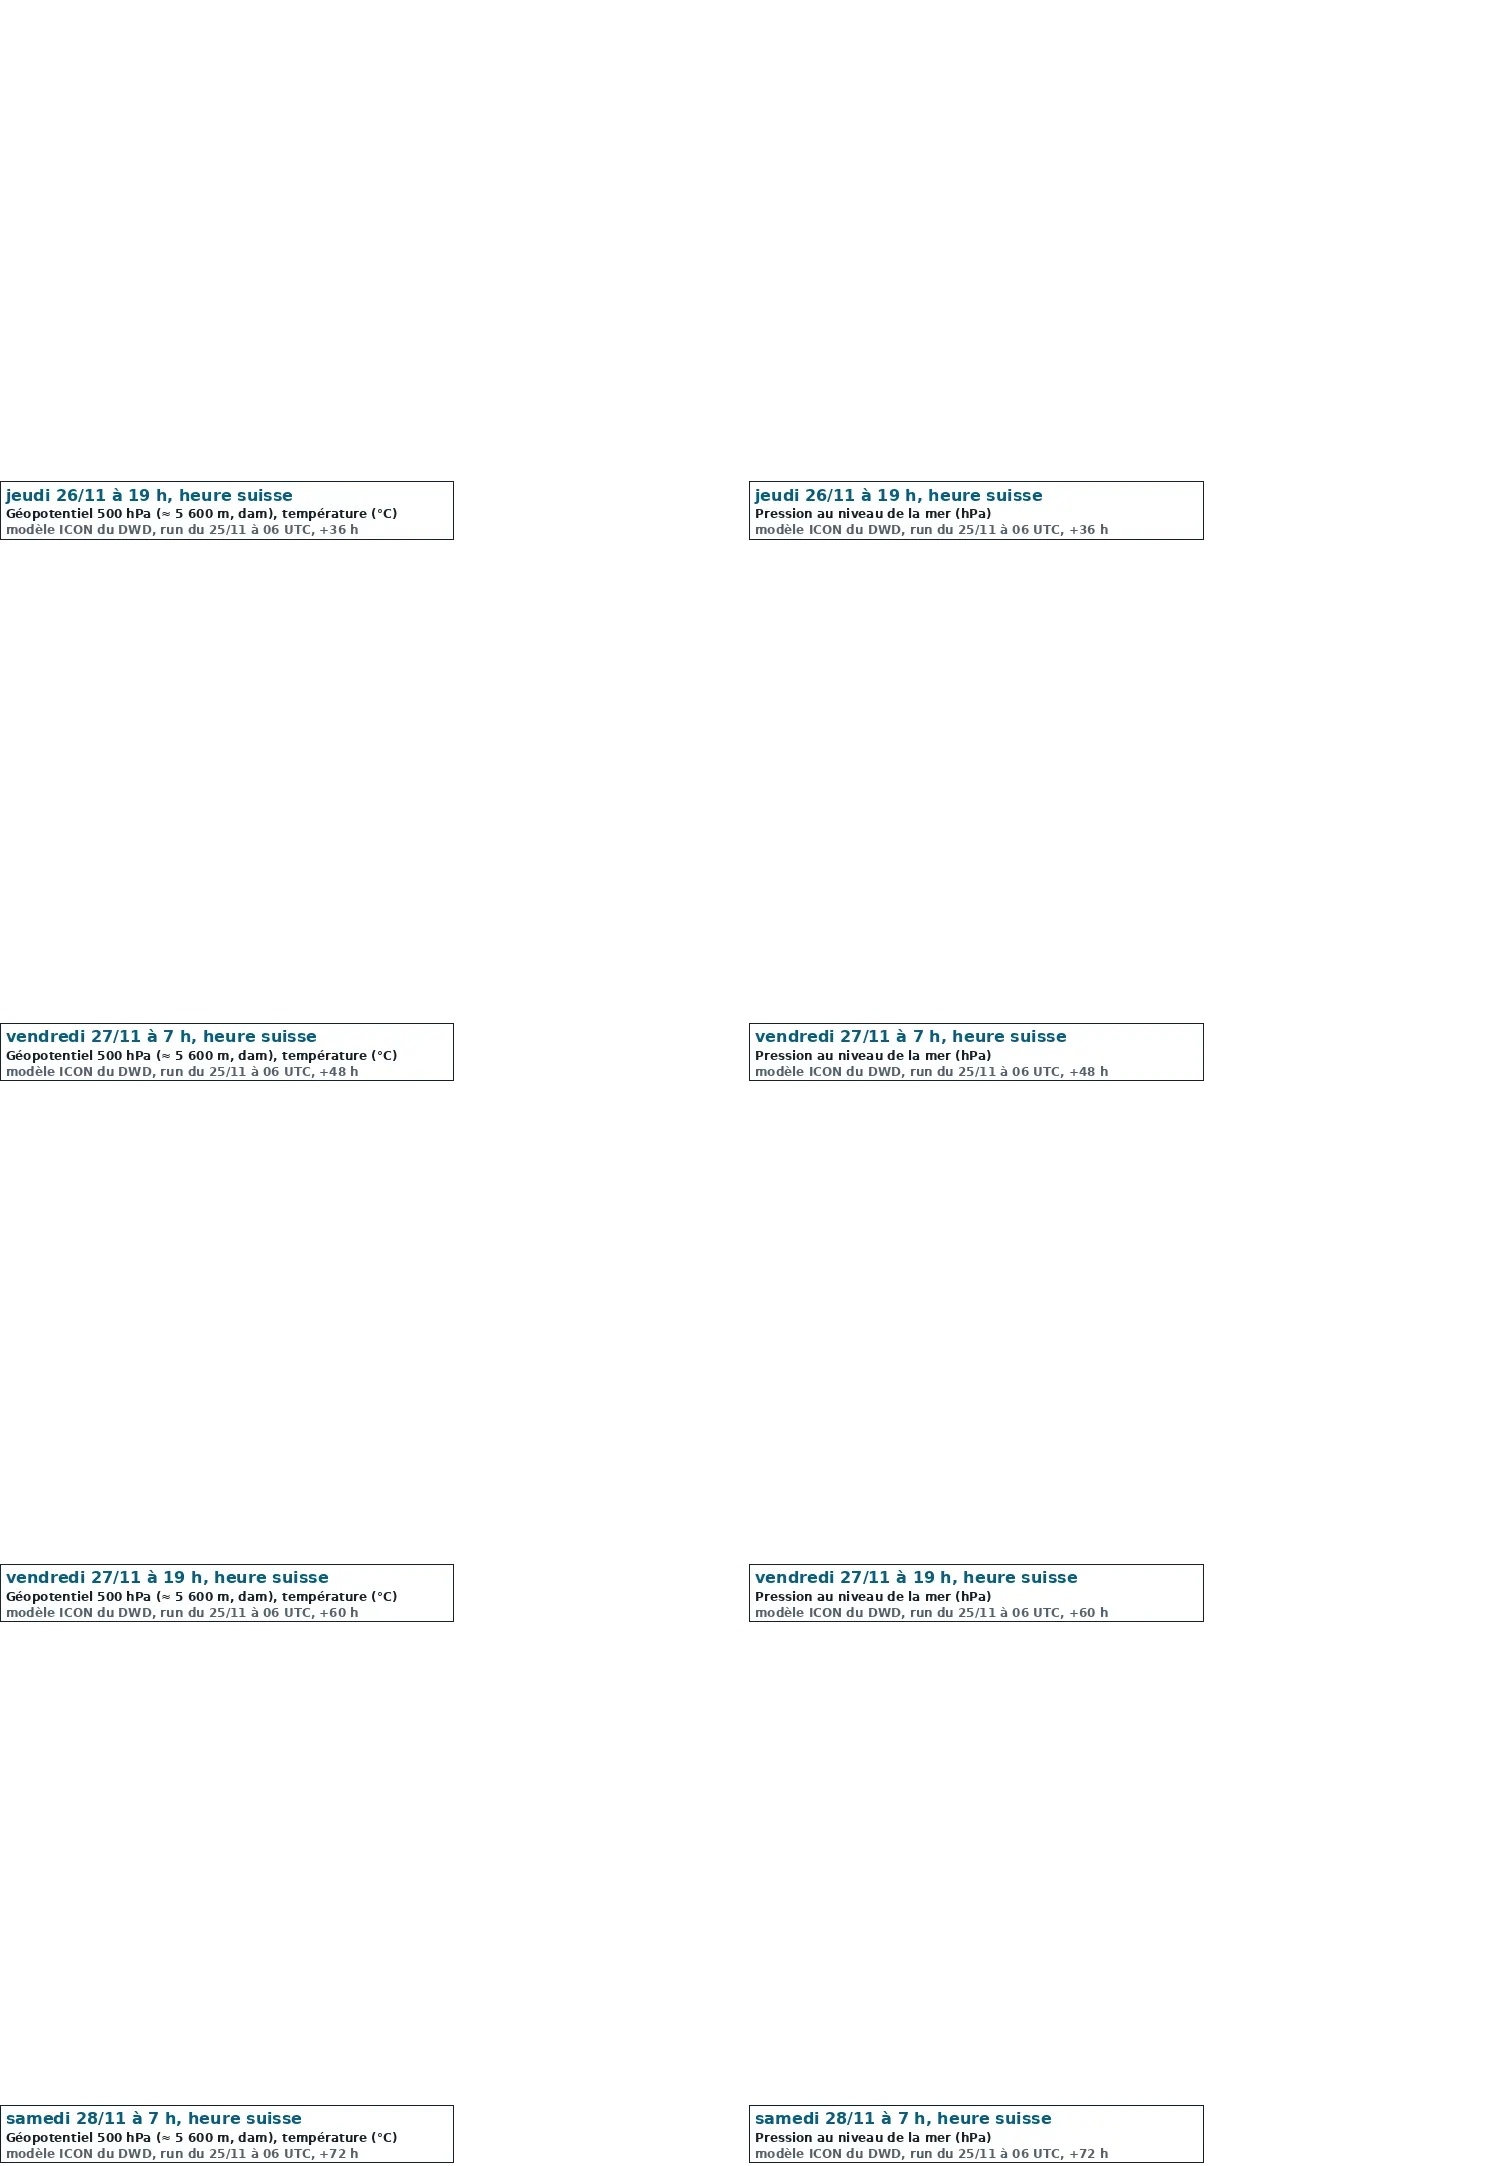 jeudi 26/11 à 19 h, heure suisse
Géopotentiel 500 hPa (≈ 5 600 m, dam), température (°C)
modèle ICON du DWD, run du 25/11 à 06 UTC, +36 h
jeudi 26/11 à 19 h, heure suisse
Pression au niveau de la mer (hPa)
modèle ICON du DWD, run du 25/11 à 06 UTC, +36 h
vendredi 27/11 à 7 h, heure suisse
Géopotentiel 500 hPa (≈ 5 600 m, dam), température (°C)
modèle ICON du DWD, run du 25/11 à 06 UTC, +48 h
vendredi 27/11 à 7 h, heure suisse
Pression au niveau de la mer (hPa)
modèle ICON du DWD, run du 25/11 à 06 UTC, +48 h
vendredi 27/11 à 19 h, heure suisse
Géopotentiel 500 hPa (≈ 5 600 m, dam), température (°C)
modèle ICON du DWD, run du 25/11 à 06 UTC, +60 h
vendredi 27/11 à 19 h, heure suisse
Pression au niveau de la mer (hPa)
modèle ICON du DWD, run du 25/11 à 06 UTC, +60 h
samedi 28/11 à 7 h, heure suisse
Géopotentiel 500 hPa (≈ 5 600 m, dam), température (°C)
modèle ICON du DWD, run du 25/11 à 06 UTC, +72 h
samedi 28/11 à 7 h, heure suisse
Pression au niveau de la mer (hPa)
modèle ICON du DWD, run du 25/11 à 06 UTC, +72 h